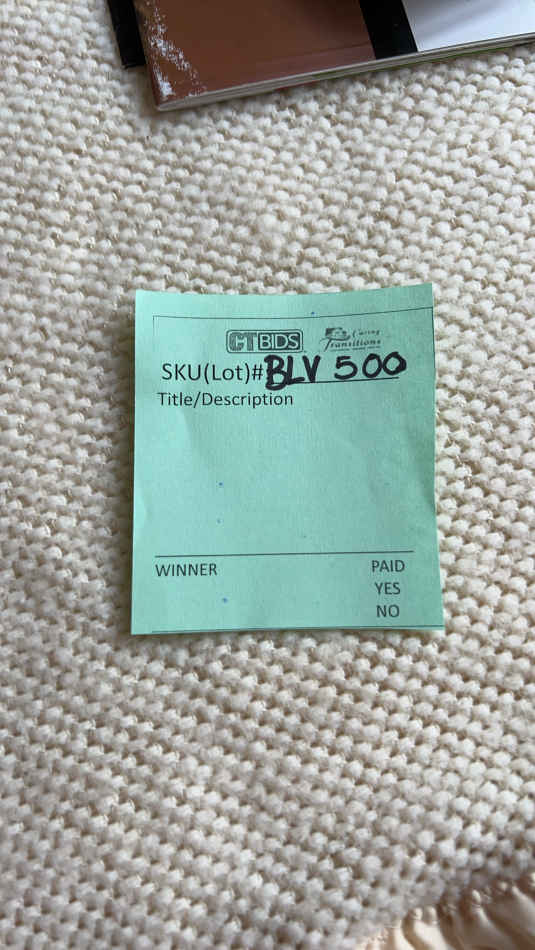 CTBIDS Caring Transitions
SKU(Lot)# BLV 500
Title/Description
WINNER PAID
YES
NO